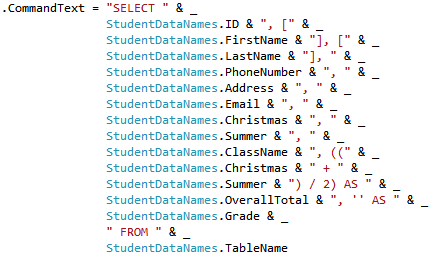 .CommandText = "SELECT " & _
StudentDataNames.ID & ", [" & _
StudentDataNames.FirstName & "], [" & _
StudentDataNames.LastName & "], " & _
StudentDataNames.PhoneNumber & ", " & _
StudentDataNames.Address & ", " & _
StudentDataNames.Email & ", " & _
StudentDataNames.Christmas & ", " & _
StudentDataNames.Summer & ", " & _
StudentDataNames.ClassName & ", ((" & _
StudentDataNames.Christmas & " + " & _
StudentDataNames.Summer & ") / 2) AS " & _
StudentDataNames.OverallTotal & ", '' AS " & _
StudentDataNames.Grade & _
" FROM " & _
StudentDataNames.TableName